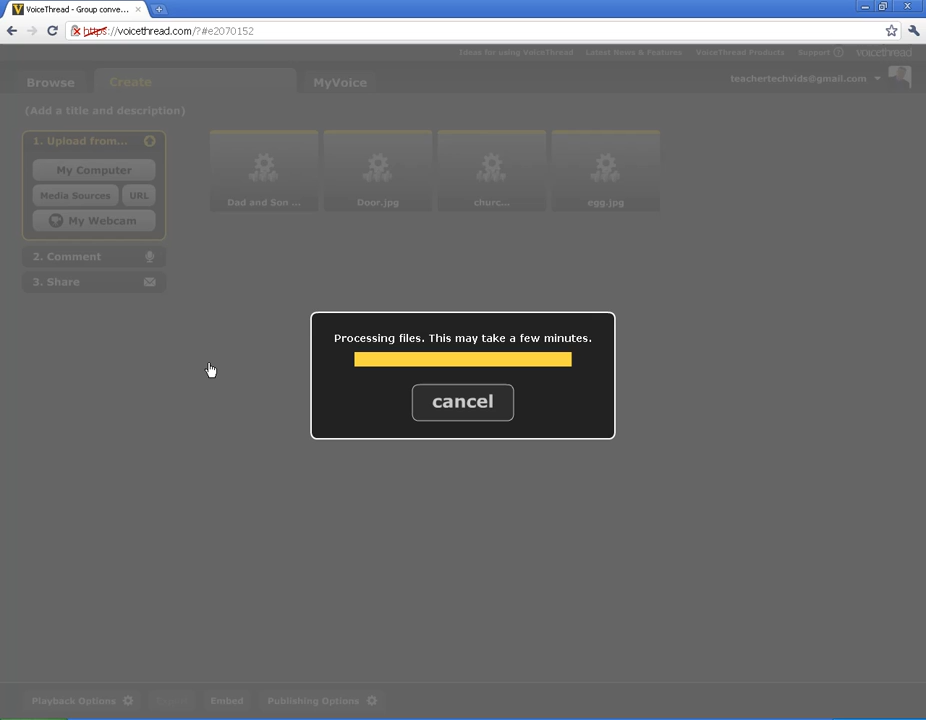 VoiceThread - Group conve...
https://voicethread.com/?#e2070152
Ideas for using VoiceThread Latest News & Features VoiceThread Products Support ? voicethread
Browse Create MyVoice teachertechvids@gmail.com
(Add a title and description)
1. Upload from...
My Computer
Media Sources URL
My Webcam
2. Comment
3. Share
Dad and Son ... Door.jpg churc... egg.jpg
Processing files. This may take a few minutes.
cancel
Playback Options Embed Publishing Options